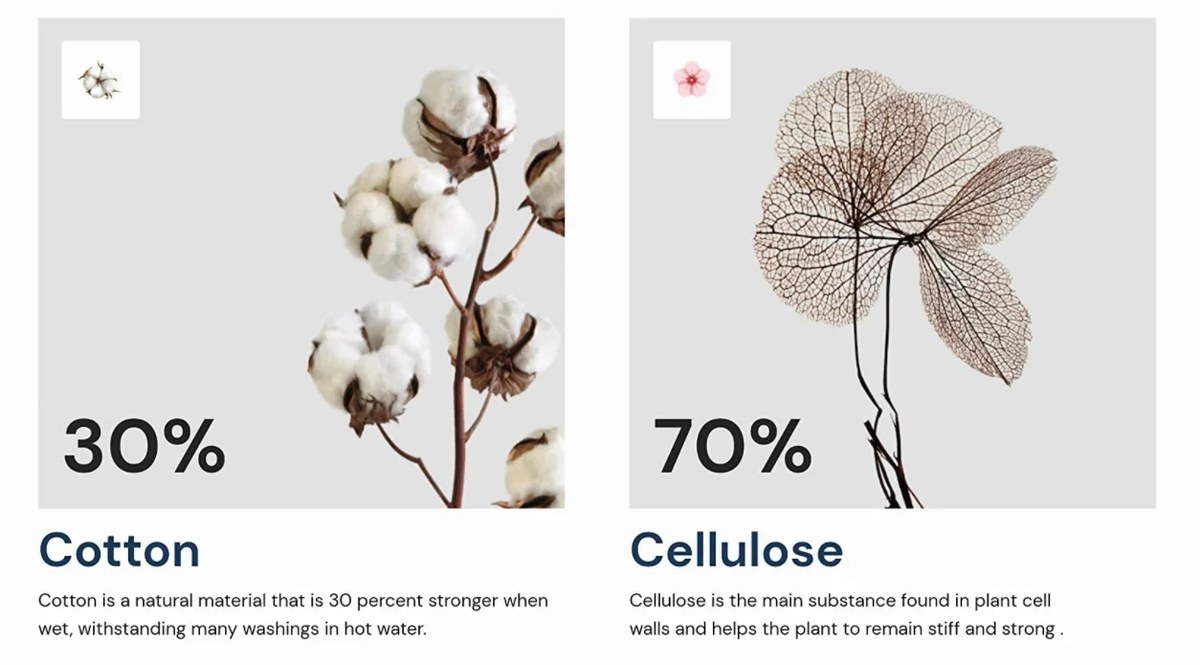 30%
Cotton
Cotton is a natural material that is 30 percent stronger when
wet, withstanding many washings in hot water.
70%
Cellulose
Cellulose is the main substance found in plant cell
walls and helps the plant to remain stiff and strong .